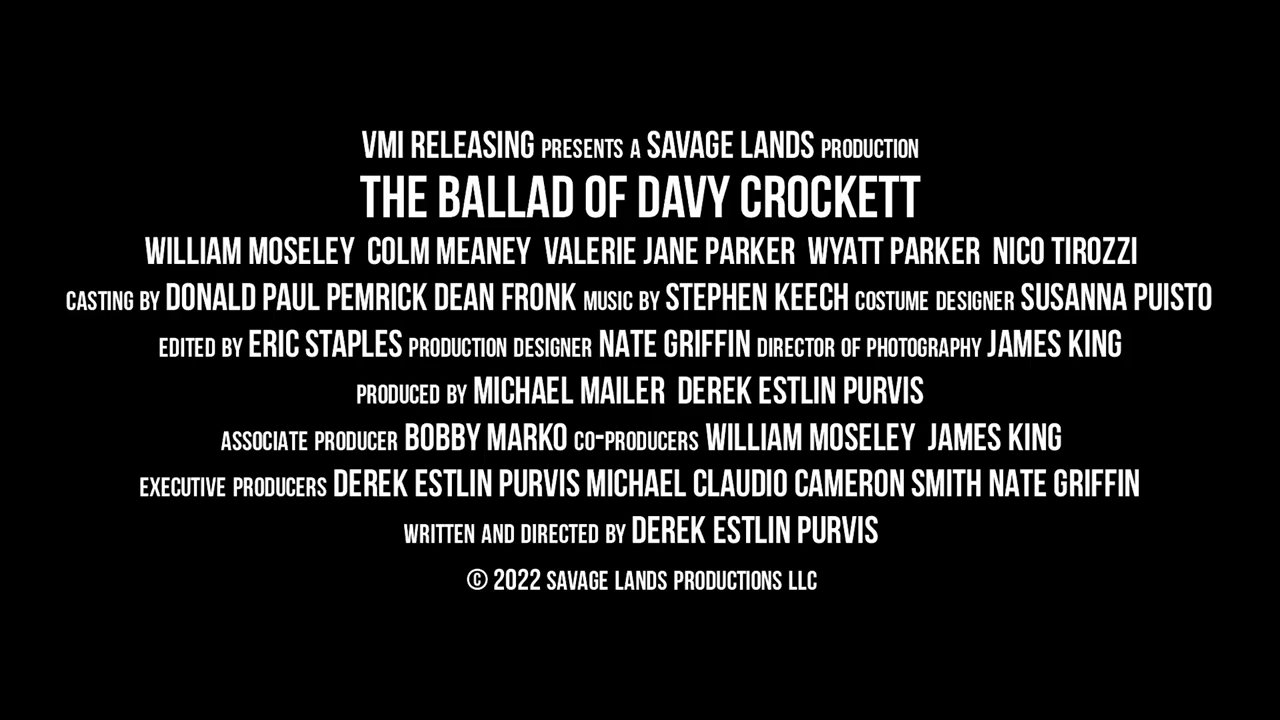 VMI RELEASING PRESENTS A SAVAGE LANDS PRODUCTION
THE BALLAD OF DAVY CROCKETT
WILLIAM MOSELEY COLM MEANEY VALERIE JANE PARKER WYATT PARKER NICO TIROZZI
CASTING BY DONALD PAUL PEMRICK DEAN FRONK MUSIC BY STEPHEN KEECH COSTUME DESIGNER SUSANNA PUISTO
EDITED BY ERIC STAPLES PRODUCTION DESIGNER NATE GRIFFIN DIRECTOR OF PHOTOGRAPHY JAMES KING
PRODUCED BY MICHAEL MAILER DEREK ESTLIN PURVIS
ASSOCIATE PRODUCER BOBBY MARKO CO-PRODUCERS WILLIAM MOSELEY JAMES KING
EXECUTIVE PRODUCERS DEREK ESTLIN PURVIS MICHAEL CLAUDIO CAMERON SMITH NATE GRIFFIN
WRITTEN AND DIRECTED BY DEREK ESTLIN PURVIS
© 2022 SAVAGE LANDS PRODUCTIONS LLC